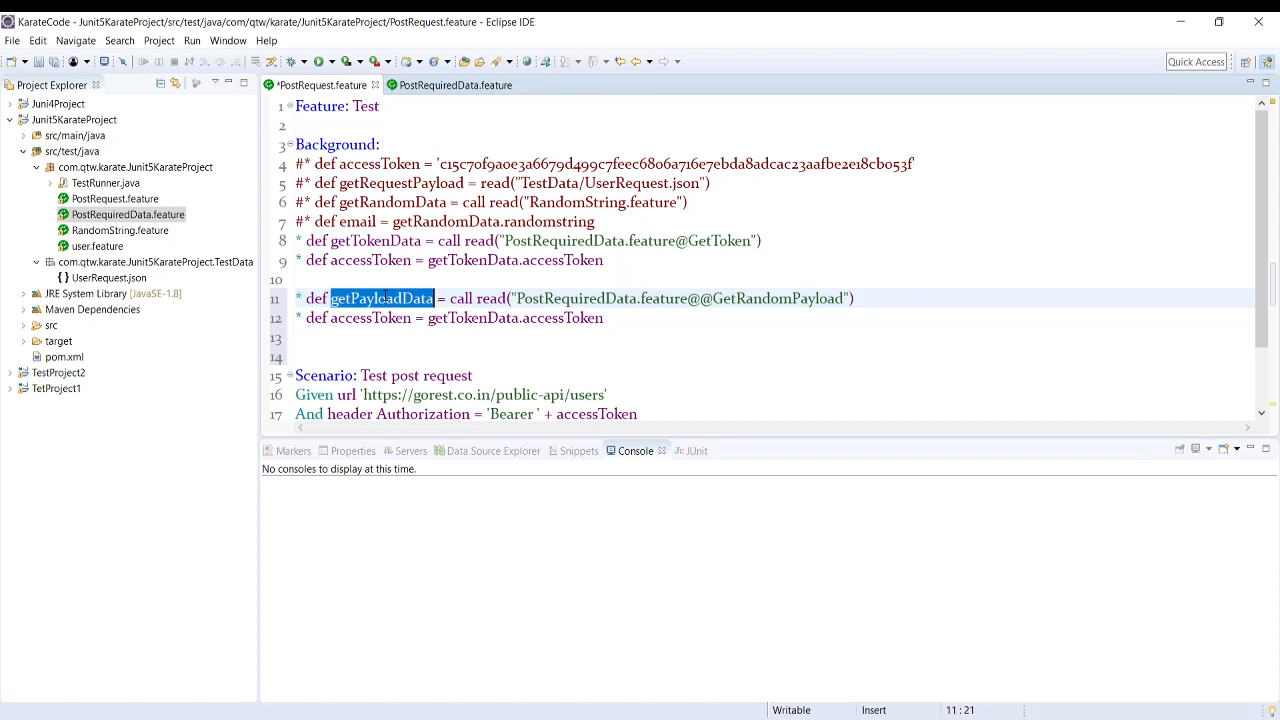 KarateCode - Junit5KarateProject/src/test/java/com/qtw/karate/Junit5KarateProject/PostRequest.feature - Eclipse IDE
File Edit Navigate Search Project Run Window Help
Quick Access
Project Explorer
*PostRequest.feature
PostRequiredData.feature
Juni4Project
Junit5KarateProject
src/main/java
src/test/java
com.qtw.karate.Junit5KarateProject
TestRunner.java
PostRequest.feature
PostRequiredData.feature
RandomString.feature
user.feature
com.qtw.karate.Junit5KarateProject.TestData
UserRequest.json
JRE System Library [JavaSE-1.8]
Maven Dependencies
src
target
pom.xml
TestProject2
TetProject1
1 Feature: Test
2
3 Background:
4 #* def accessToken = 'c15c70f9a0e3a6679d499c7feec6806a716e7ebda8adcac23aafbe2e18cb053f'
5 #* def getRequestPayload = read("TestData/UserRequest.json")
6 #* def getRandomData = call read("RandomString.feature")
7 #* def email = getRandomData.randomstring
8 * def getTokenData = call read("PostRequiredData.feature@GetToken")
9 * def accessToken = getTokenData.accessToken
10
11 * def getPayloadData = call read("PostRequiredData.feature@@GetRandomPayload")
12 * def accessToken = getTokenData.accessToken
13
14
15 Scenario: Test post request
16 Given url 'https://gorest.co.in/public-api/users'
17 And header Authorization = 'Bearer ' + accessToken
Markers Properties Servers Data Source Explorer Snippets Console JUnit
No consoles to display at this time.
Writable Insert 11 : 21